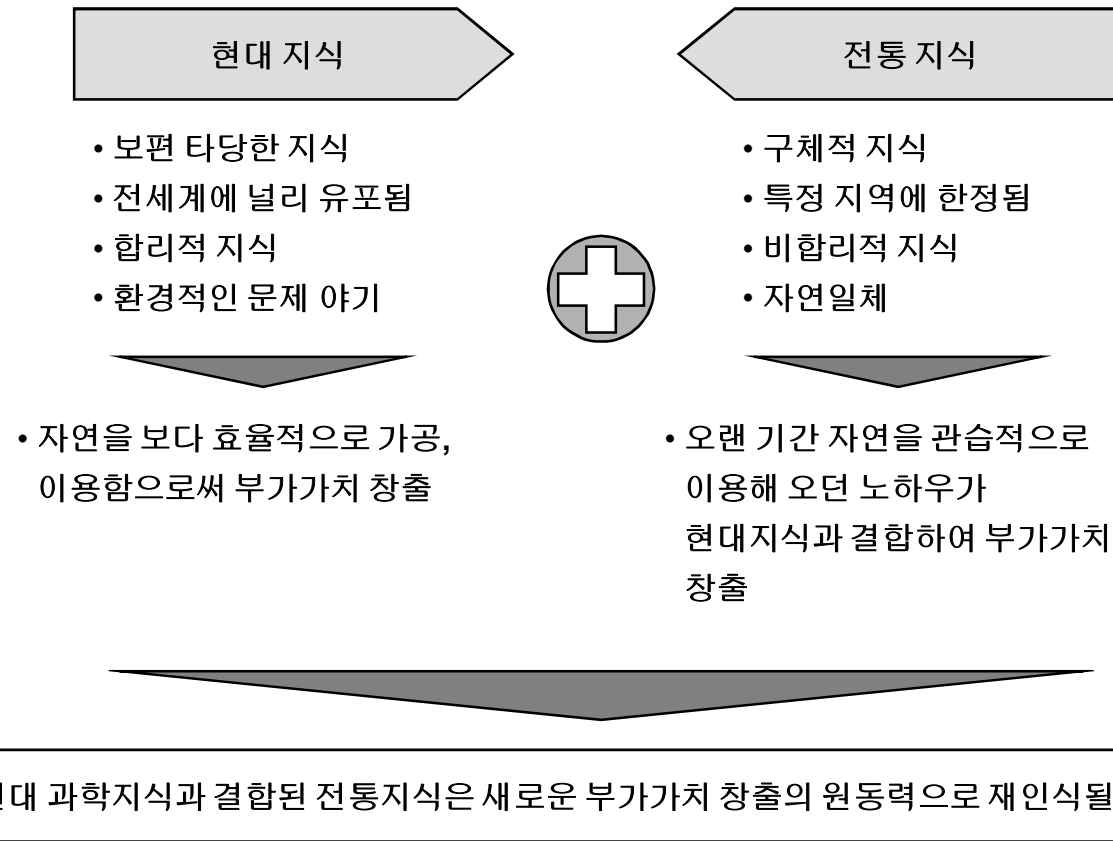 현대 지식
• 보편 타당한 지식
• 전세계에 널리 유포됨
• 합리적 지식
• 환경적인 문제 야기
• 자연을 보다 효율적으로 가공,
이용함으로써 부가가치 창출
전통 지식
• 구체적 지식
• 특정 지역에 한정됨
• 비합리적 지식
• 자연일체
• 오랜 기간 자연을 관습적으로
이용해 오던 노하우가
현대지식과 결합하여 부가가치
창출
과학지식과 결합된 전통지식은 새로운 부가가치 창출의 원동력으로 재인식될